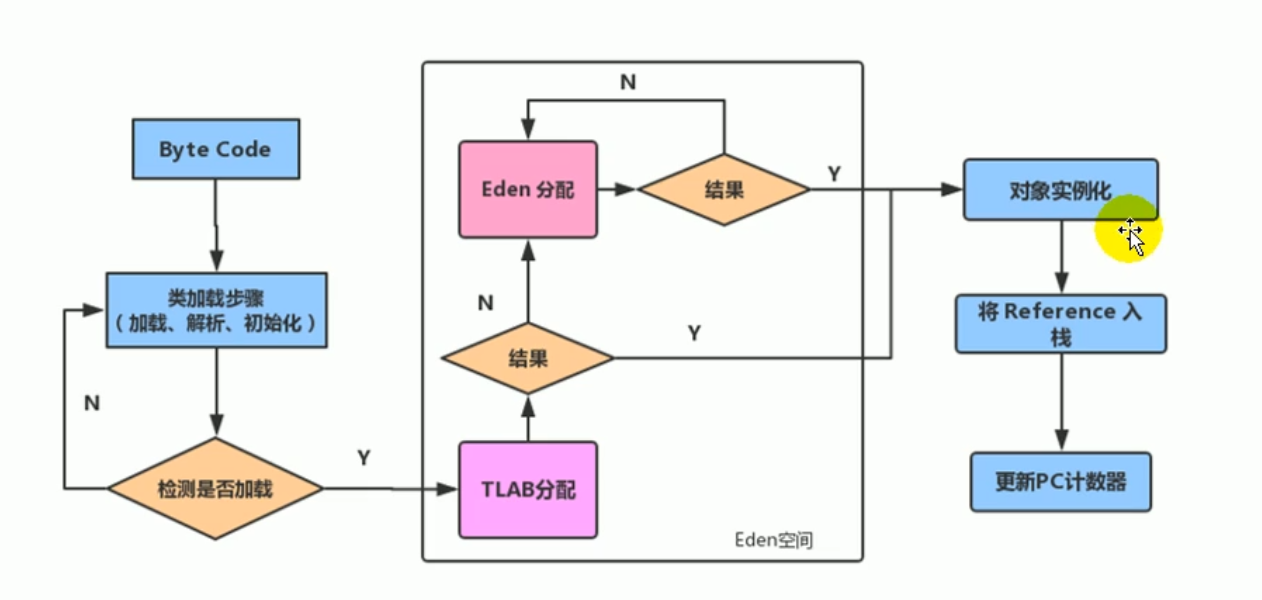 Byte Code
类加载步骤
（加载、解析、初始化）
N
检测是否加载
Y
N
Eden 分配
结果
Y
N
结果
Y
TLAB分配
Eden空间
对象实例化
将 Reference 入
栈
更新PC计数器